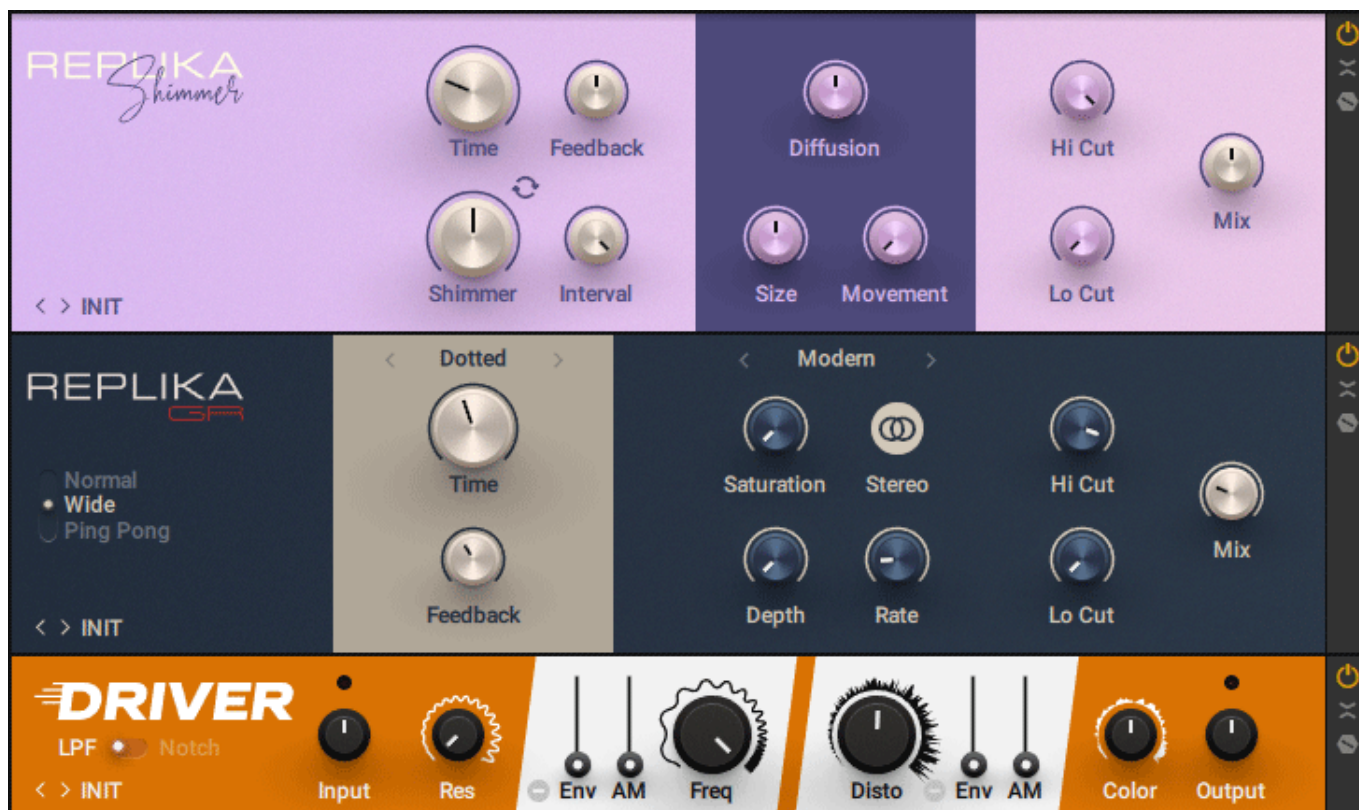 REPLIKA
Shimmer
Time
Feedback
Shimmer
Interval
Diffusion
Size
Movement
Hi Cut
Lo Cut
Mix
< > INIT
REPLIKA
GR
Normal
Wide
Ping Pong
< > INIT
< Dotted >
Time
Feedback
< Modern >
Saturation
Stereo
Depth
Rate
Hi Cut
Lo Cut
Mix
DRIVER
LPF Notch
< > INIT
Input
Res
Env AM Freq
Disto Env AM
Color
Output